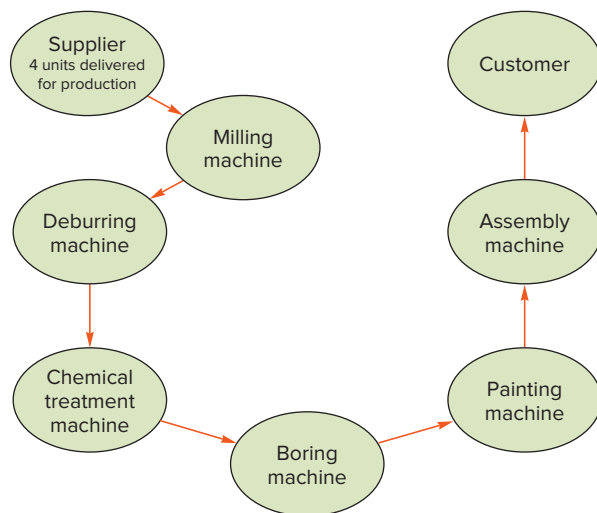 Supplier
4 units delivered
for production
Milling
machine
Deburring
machine
Chemical
treatment
machine
Boring
machine
Painting
machine
Assembly
machine
Customer